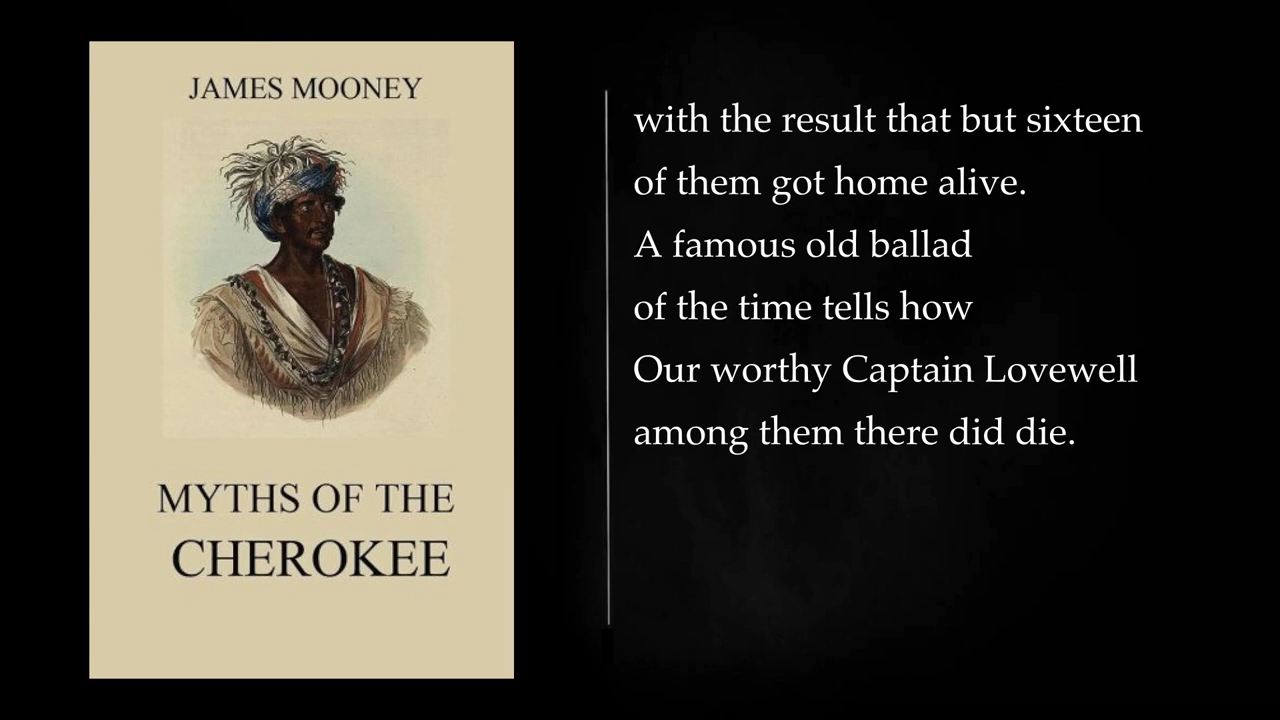 JAMES MOONEY
MYTHS OF THE
CHEROKEE
with the result that but sixteen
of them got home alive.
A famous old ballad
of the time tells how
Our worthy Captain Lovewell
among them there did die.